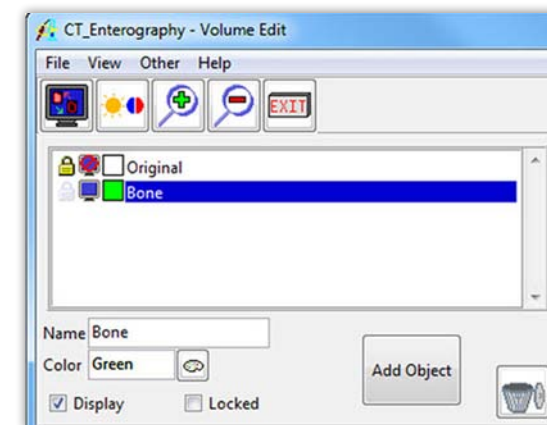 CT_Enterography - Volume Edit
File View Other Help
EXIT
Original
Bone
Name Bone
Color Green
Add Object
Display Locked